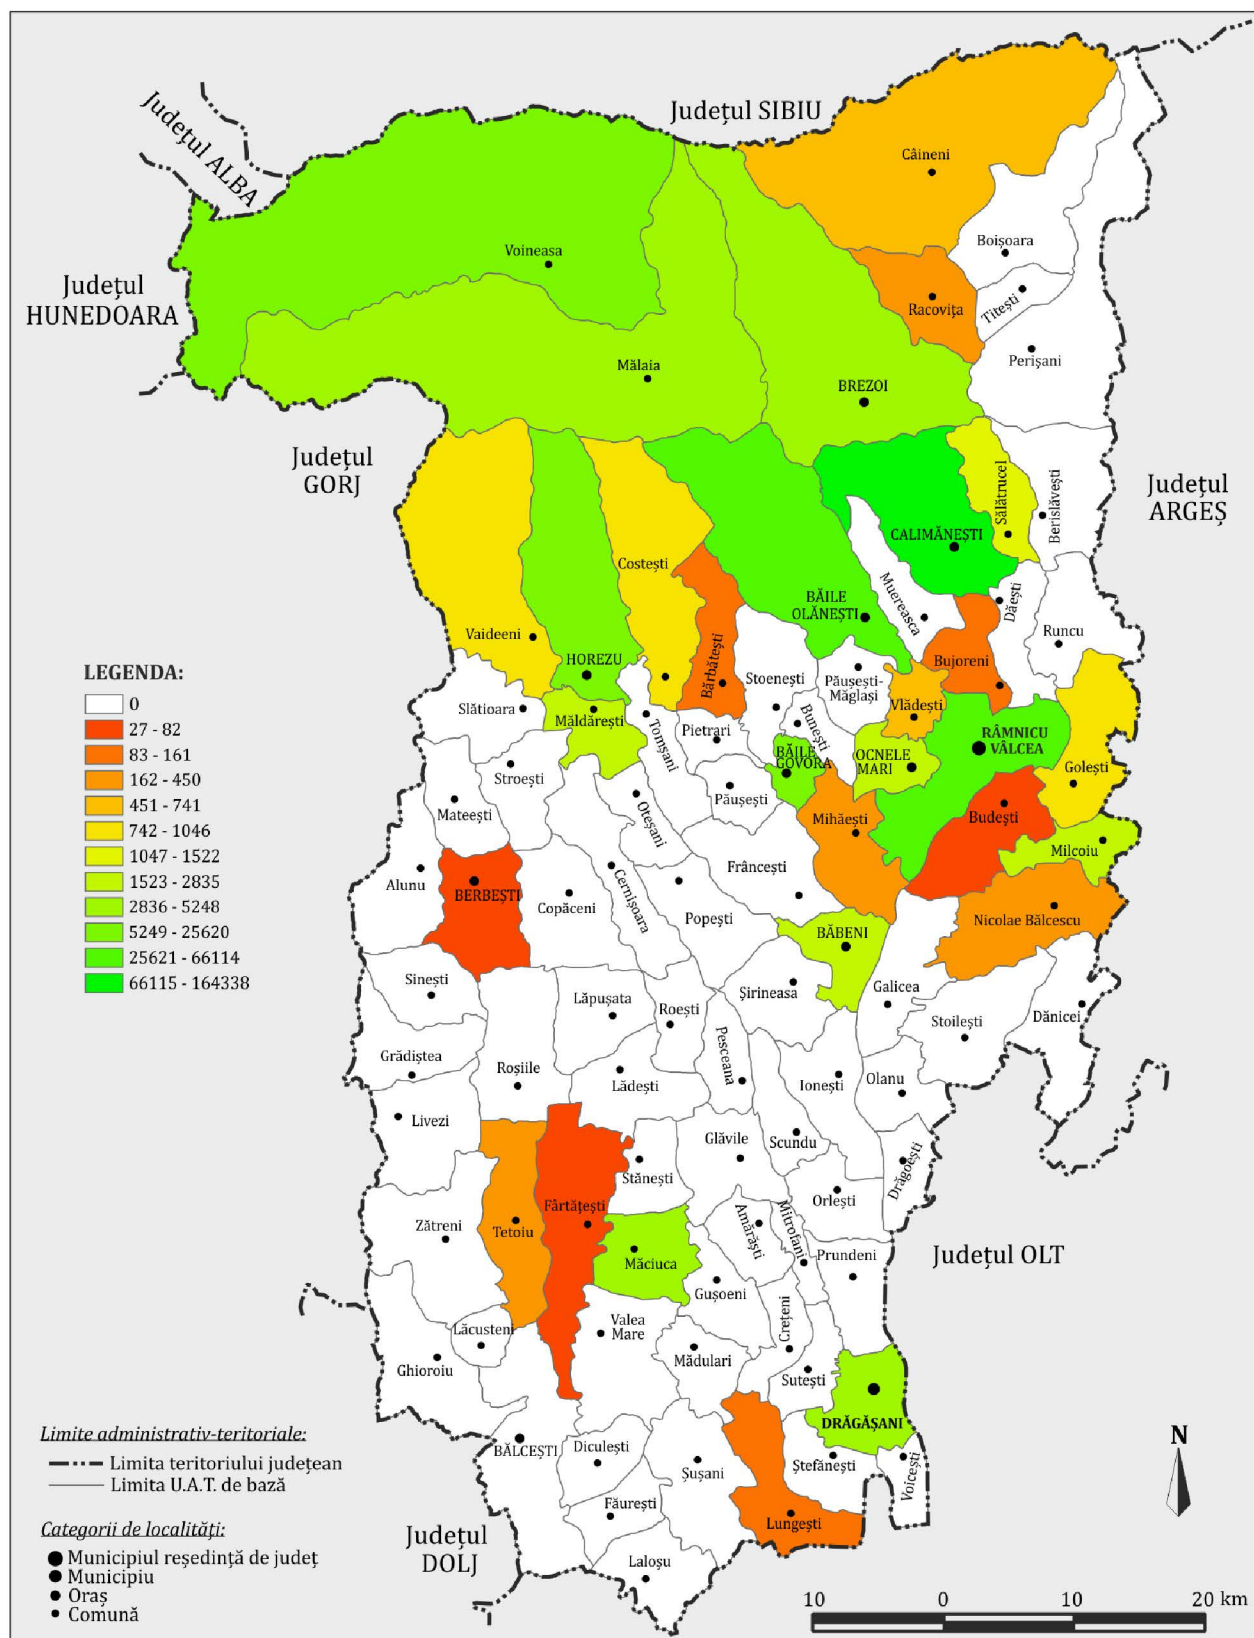 Județul SIBIU
Județul ALBA
Câineni
Boișoara
Voineasa
Județul
HUNEDOARA
Racovița
Titești
Perișani
Mălaia
BREZOI
Județul
GORJ
Județul
ARGEȘ
Sălătrucel
Berislăvești
CALIMĂNEȘTI
Costești
Muereasca
BĂILE
OLĂNEȘTI
Dăești
Runcu
Vaideeni
HOREZU
Bărbătești
Bujoreni
Stoenești
Păușești-
Măglași
Vlădești
LEGENDA:
0
27 - 82
83 - 161
162 - 450
451 - 741
742 - 1046
1047 - 1522
1523 - 2835
2836 - 5248
5249 - 25620
25621 - 66114
66115 - 164338
Slătioara
Măldărești
Tomșani
Pietrari
Bunești
RÂMNICU
VÂLCEA
BĂILE
GOVORA
OCNELE
MARI
Golești
Stroești
Păușești
Mateești
Oteșani
Mihăești
Budești
Milcoiu
Frâncești
Alunu
BERBEȘTI
Copăceni
Cernișoara
Popești
Nicolae Bălcescu
BĂBENI
Sinești
Lăpușata
Roești
Șirineasa
Galicea
Stoilești
Dănicei
Grădiștea
Roșiile
Lădești
Pesceana
Ionești
Olanu
Livezi
Glăvile
Scundu
Drăgoești
Stănești
Orlești
Zătreni
Tetoiu
Fârtățești
Amărăști
Mitrofani
Prundeni
Județul OLT
Măciuca
Gușoeni
Lăcusteni
Valea
Mare
Crețeni
Ghioroiu
Mădulari
Sutești
DRĂGĂȘANI
BĂLCEȘTI
Diculești
Șușani
Ștefănești
Voicești
Făurești
Lungești
Laloșu
Județul
DOLJ
Limite administrativ-teritoriale:
Limita teritoriului județean
Limita U.A.T. de bază
Categorii de localități:
Municipiul reședință de județ
Municipiu
Oraș
Comună
N
10 0 10 20 km